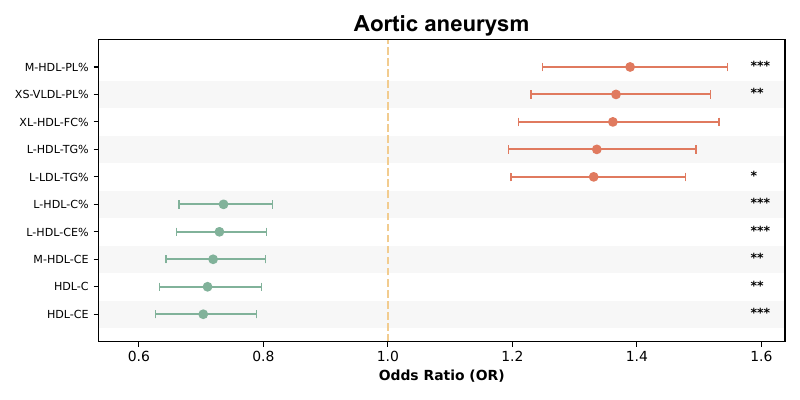 Aortic aneurysm
M-HDL-PL% ***
XS-VLDL-PL% **
XL-HDL-FC%
L-HDL-TG%
L-LDL-TG% *
L-HDL-C% ***
L-HDL-CE% ***
M-HDL-CE **
HDL-C **
HDL-CE ***
0.6 0.8 1.0 1.2 1.4 1.6
Odds Ratio (OR)